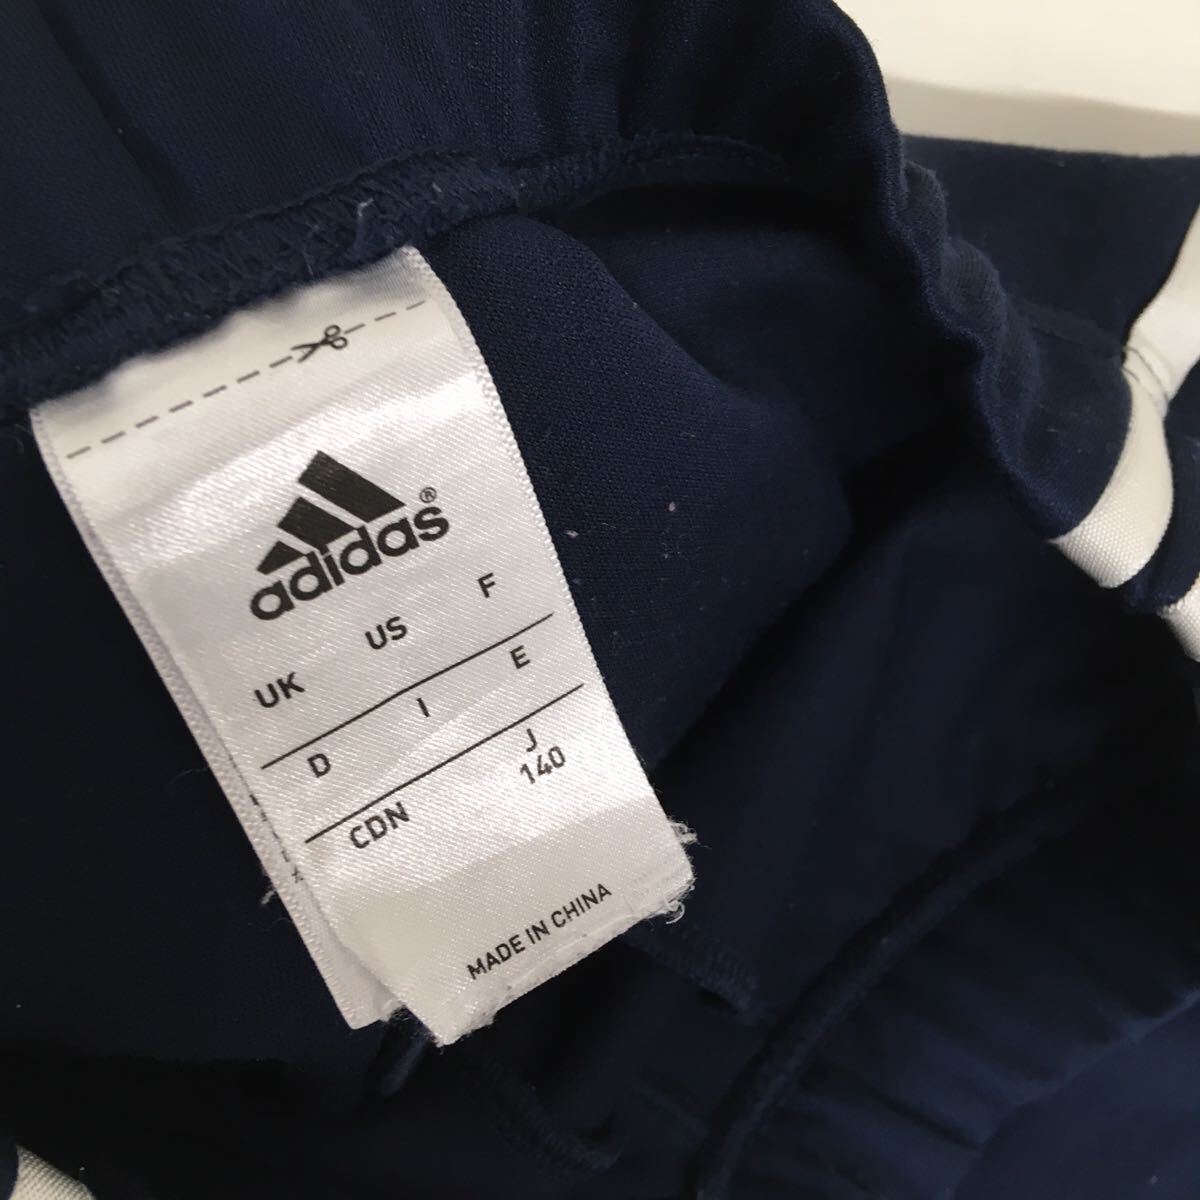 adidas®
UK US F
D I E
CDN J
140
MADE IN CHINA